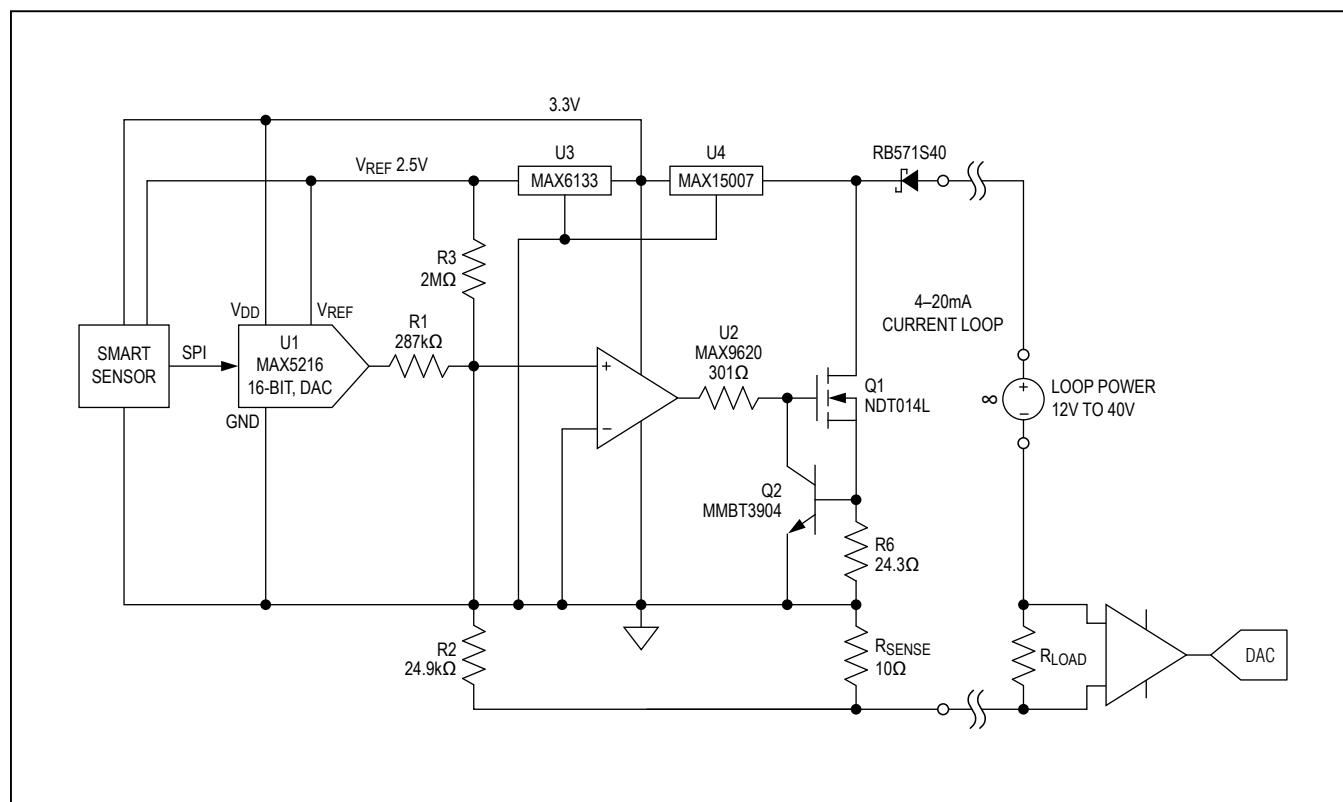 3.3V
VREF 2.5V
U3
MAX6133
U4
MAX15007
RB571S40
R3
2MΩ
4–20mA
CURRENT LOOP
VDD
VREF
SMART
SENSOR
SPI
U1
MAX5216
16-BIT, DAC
GND
R1
287kΩ
+
−
U2
MAX9620
301Ω
Q1
NDT014L
∞
+
−
LOOP POWER
12V TO 40V
Q2
MMBT3904
R6
24.3Ω
R2
24.9kΩ
RSENSE
10Ω
RLOAD
DAC